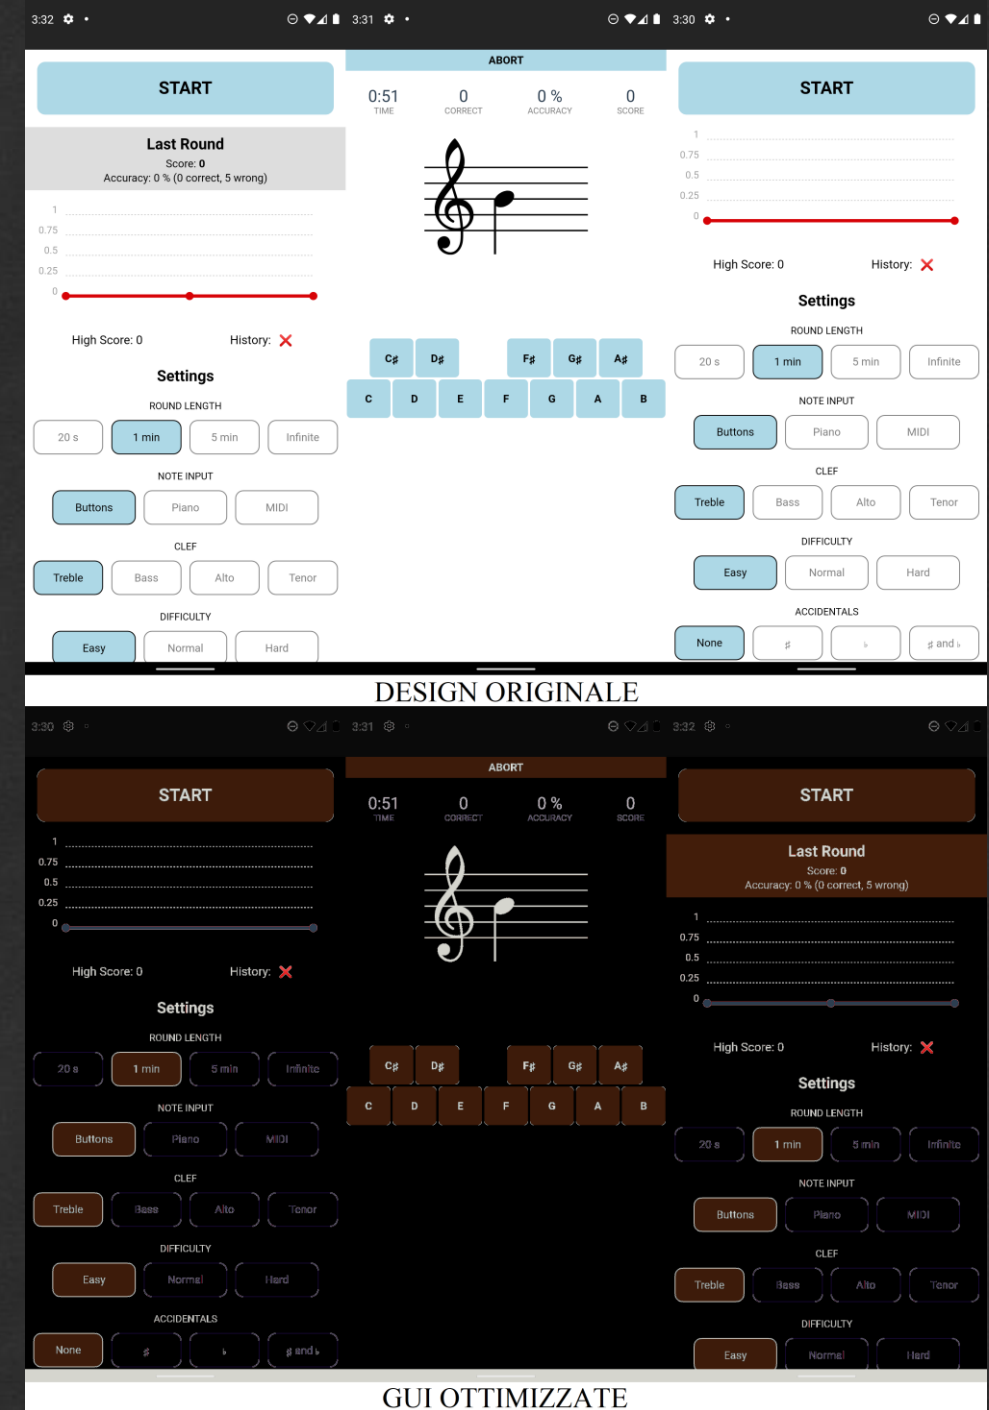 3:32
START
Last Round
Score: 0
Accuracy: 0 % (0 correct, 5 wrong)
1
0.75
0.5
0.25
0
High Score: 0 History: ❌
Settings
ROUND LENGTH
20 s 1 min 5 min Infinite
NOTE INPUT
Buttons Piano MIDI
CLEF
Treble Bass Alto Tenor
DIFFICULTY
Easy Normal Hard
3:31
ABORT
0:51 0 0 % 0
TIME CORRECT ACCURACY SCORE
C♯ D♯ F♯ G♯ A♯
C D E F G A B
3:30
START
1
0.75
0.5
0.25
0
High Score: 0 History: ❌
Settings
ROUND LENGTH
20 s 1 min 5 min Infinite
NOTE INPUT
Buttons Piano MIDI
CLEF
Treble Bass Alto Tenor
DIFFICULTY
Easy Normal Hard
ACCIDENTALS
None ♯ ♭ ♯ and ♭
DESIGN ORIGINALE
3:30
START
1
0.75
0.5
0.25
0
High Score: 0 History: ❌
Settings
ROUND LENGTH
20 s 1 min 5 min Infinite
NOTE INPUT
Buttons Piano MIDI
CLEF
Treble Bass Alto Tenor
DIFFICULTY
Easy Normal Hard
ACCIDENTALS
None ♯ ♭ ♯ and ♭
3:31
ABORT
0:51 0 0 % 0
TIME CORRECT ACCURACY SCORE
C♯ D♯ F♯ G♯ A♯
C D E F G A B
3:32
START
Last Round
Score: 0
Accuracy: 0 % (0 correct, 5 wrong)
1
0.75
0.5
0.25
0
High Score: 0 History: ❌
Settings
ROUND LENGTH
20 s 1 min 5 min Infinite
NOTE INPUT
Buttons Piano MIDI
CLEF
Treble Bass Alto Tenor
DIFFICULTY
Easy Normal Hard
GUI OTTIMIZZATE